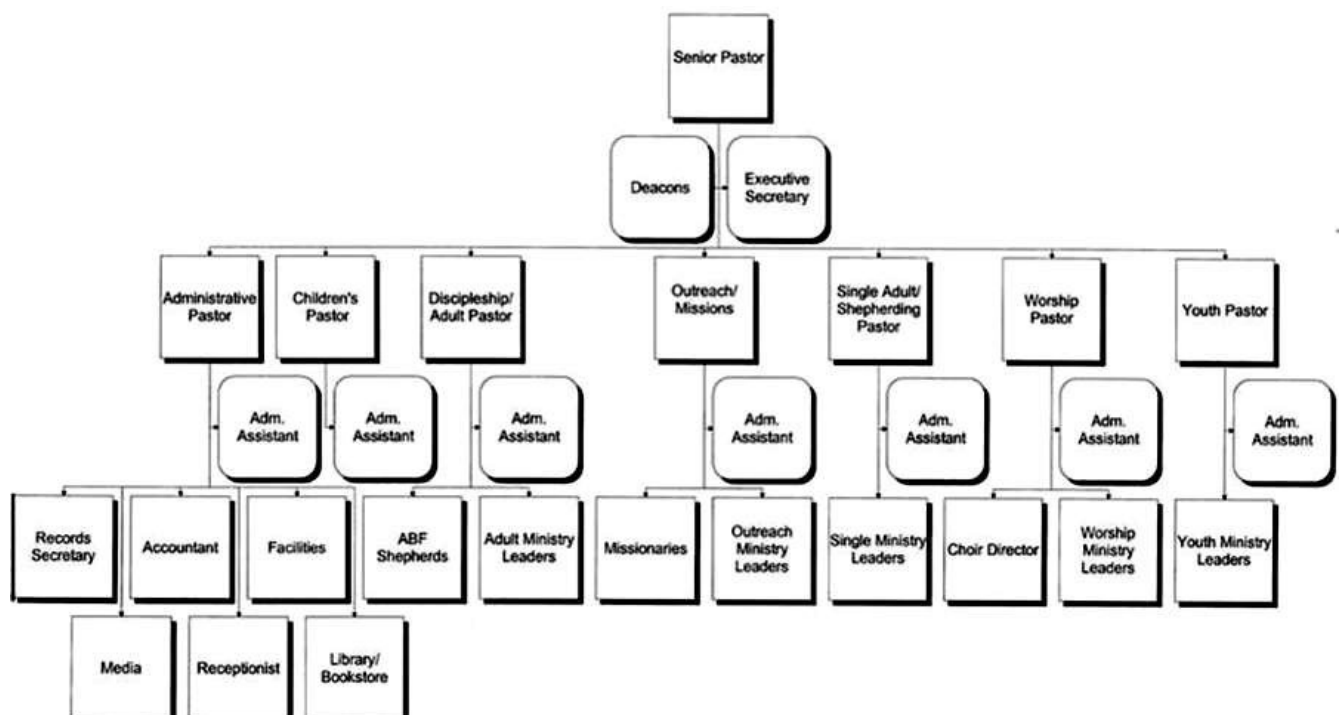 Senior Pastor
Deacons
Executive
Secretary
Administrative
Pastor
Children's
Pastor
Discipleship/
Adult Pastor
Outreach/
Missions
Single Adult/
Shepherding
Pastor
Worship
Pastor
Youth Pastor
Adm.
Assistant
Adm.
Assistant
Adm.
Assistant
Adm.
Assistant
Adm.
Assistant
Adm.
Assistant
Adm.
Assistant
Records
Secretary
Accountant
Facilities
ABF
Shepherds
Adult Ministry
Leaders
Missionaries
Outreach
Ministry
Leaders
Single Ministry
Leaders
Choir Director
Worship
Ministry
Leaders
Youth Ministry
Leaders
Media
Receptionist
Library/
Bookstore